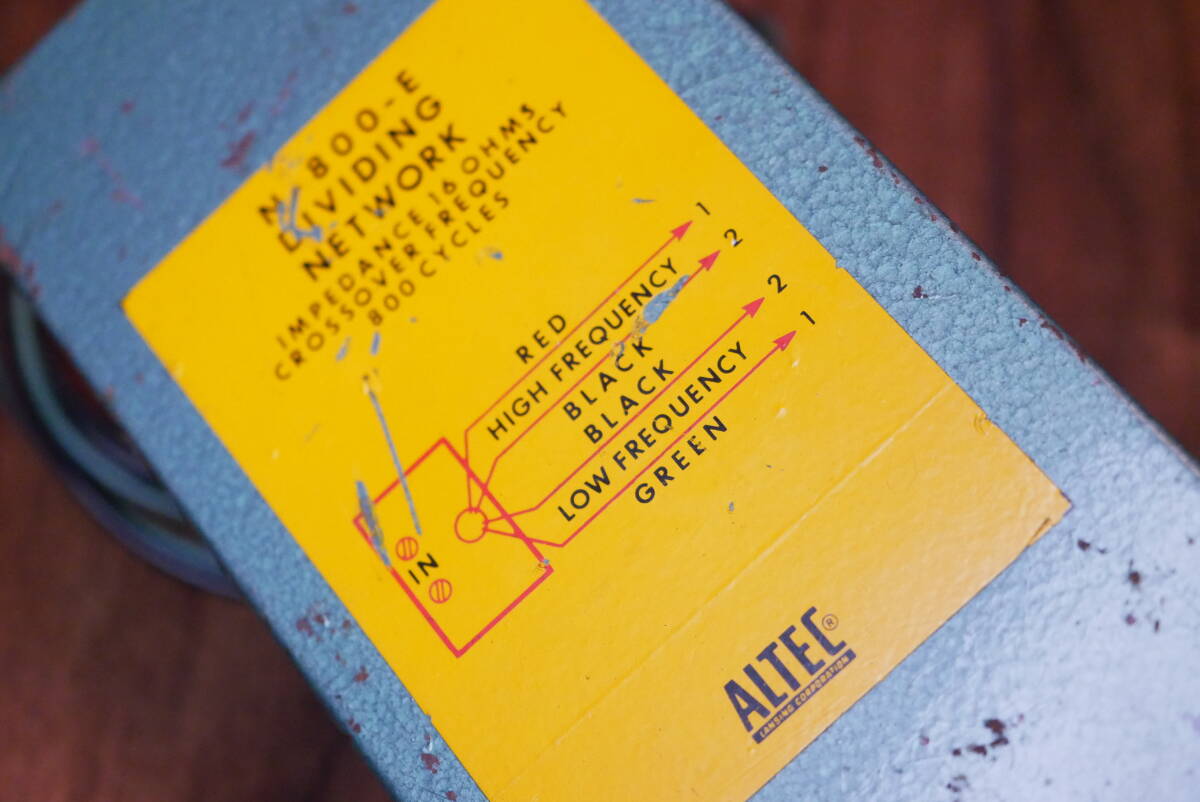 N-800-E
DIVIDING
NETWORK
IMPEDANCE 16 OHMS
CROSSOVER FREQUENCY
800 CYCLES
RED 1
HIGH FREQUENCY
BLACK 2
BLACK 2
LOW FREQUENCY
GREEN 1
IN
ALTEC ®
LANSING CORPORATION